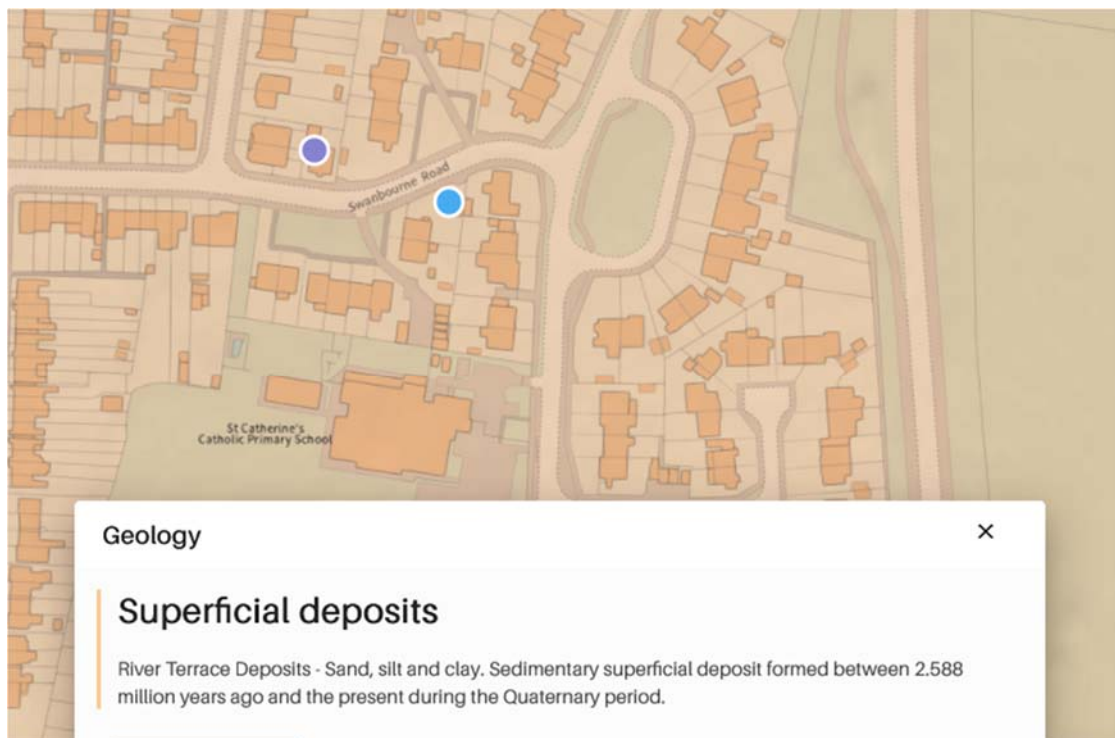 Swanbourne Road
St Catherine's
Catholic Primary School
Geology
×
Superficial deposits
River Terrace Deposits - Sand, silt and clay. Sedimentary superficial deposit formed between 2.588
million years ago and the present during the Quaternary period.